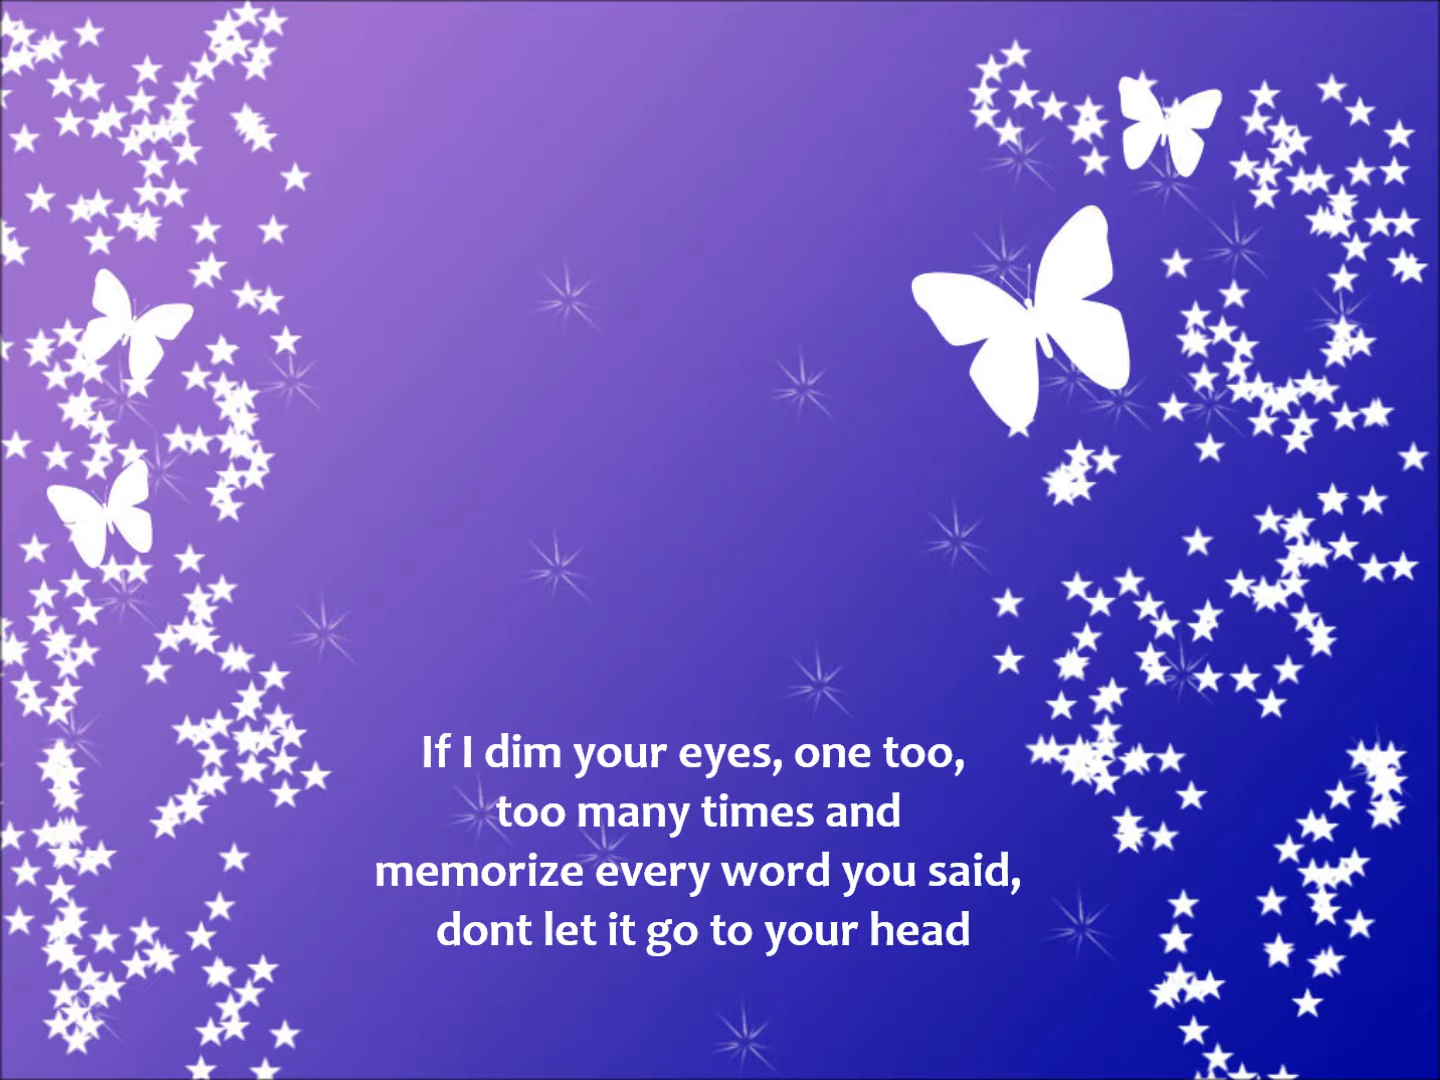 If I dim your eyes, one too,
too many times and
memorize every word you said,
dont let it go to your head